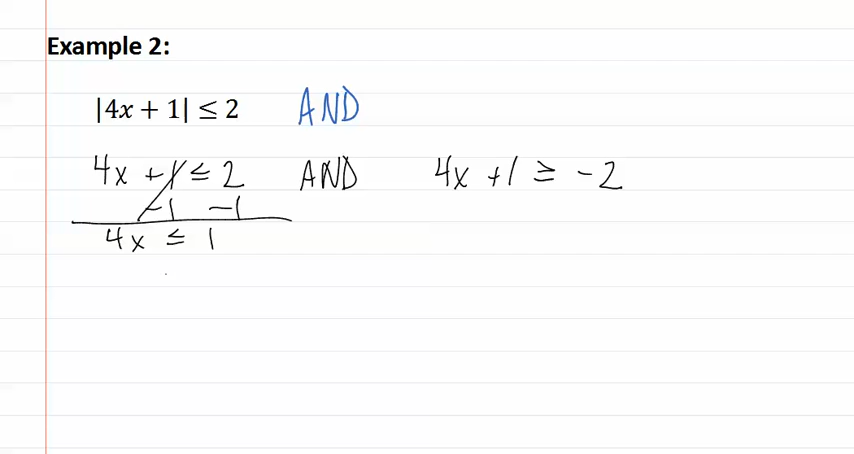 Example 2:
|4x + 1| ≤ 2 AND
4x + 1 ≤ 2 AND 4x + 1 ≥ -2
-1 -1
4x ≤ 1